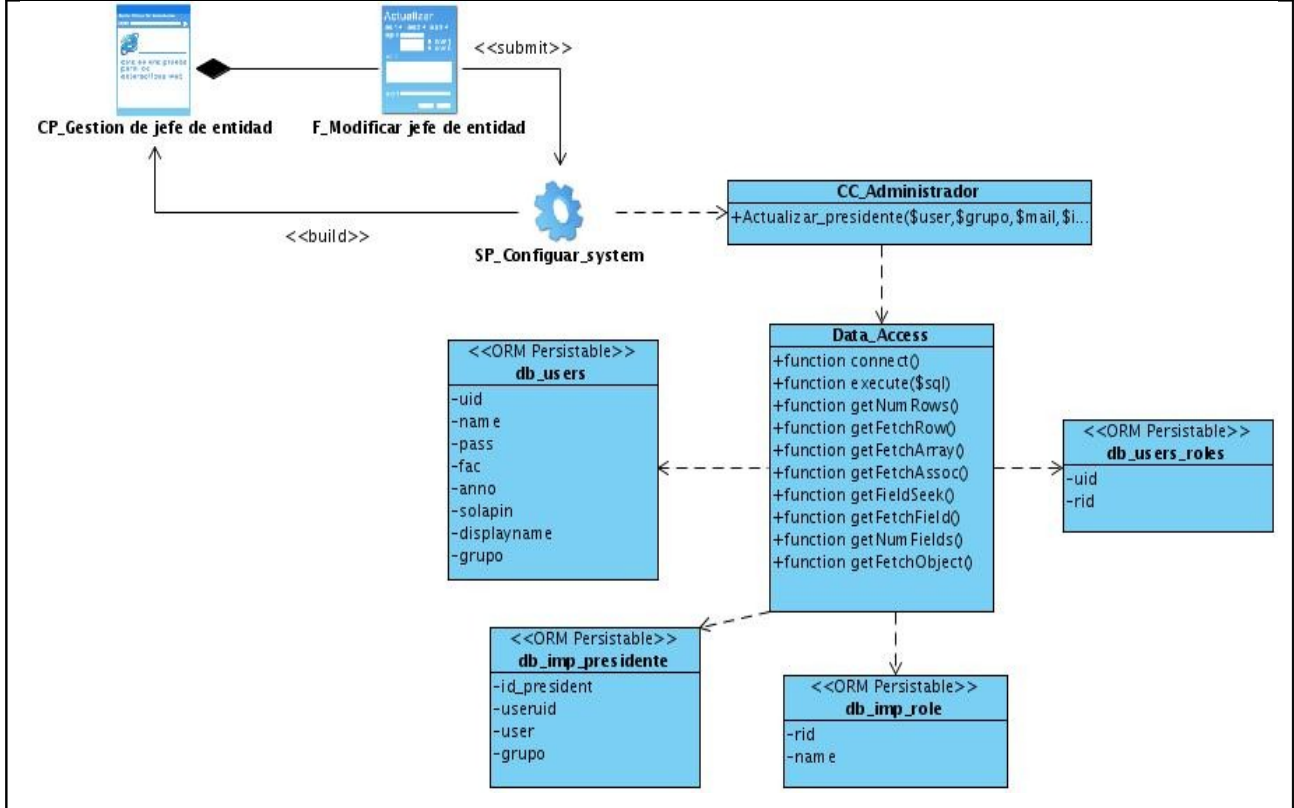 Actualizar
<<submit>>
CP_Gestion de jefe de entidad
F_Modificar jefe de entidad
<<build>>
SP_Configuar_system
CC_Administrador
+Actualizar_presidente($user,$grupo,$mail,$i...
Data_Access
+function connect()
+function execute($sql)
+function getNumRows()
+function getFetchRow()
+function getFetchArray()
+function getFetchAssoc()
+function getFieldSeek()
+function getFetchField()
+function getNumFields()
+function getFetchObject()
<<ORM Persistable>>
db_users
-uid
-name
-pass
-fac
-anno
-solapin
-displayname
-grupo
<<ORM Persistable>>
db_users_roles
-uid
-rid
<<ORM Persistable>>
db_imp_presidente
-id_president
-useruid
-user
-grupo
<<ORM Persistable>>
db_imp_role
-rid
-name